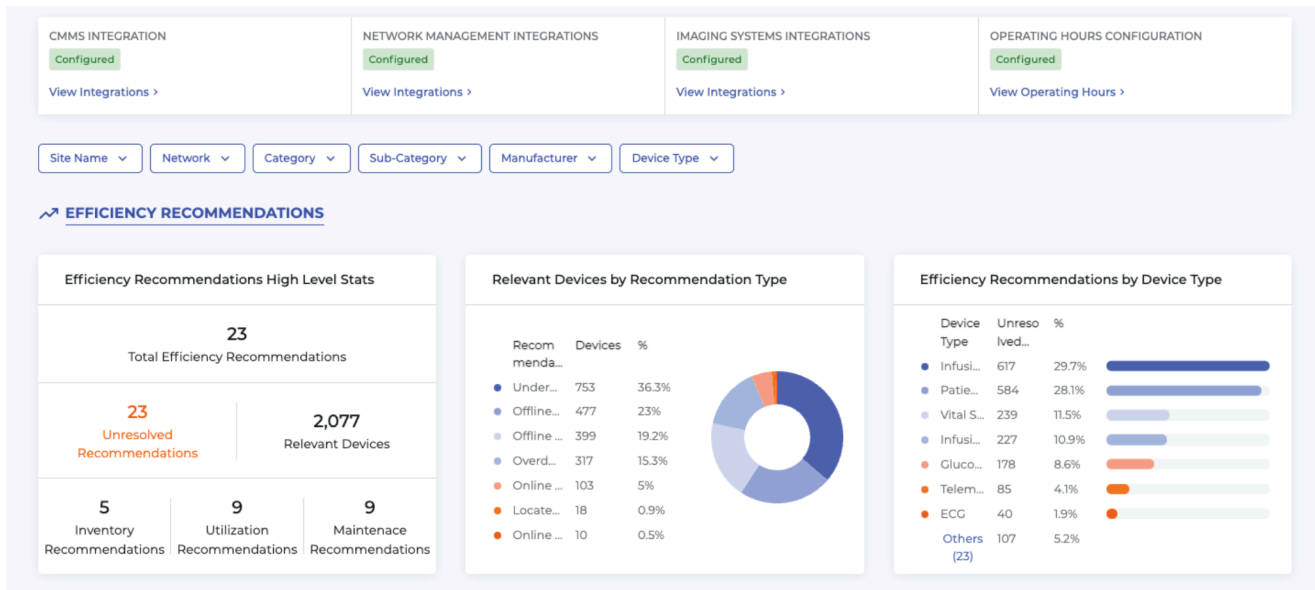 CMMS INTEGRATION
Configured
View Integrations >
NETWORK MANAGEMENT INTEGRATIONS
Configured
View Integrations >
IMAGING SYSTEMS INTEGRATIONS
Configured
View Integrations >
OPERATING HOURS CONFIGURATION
Configured
View Operating Hours >
Site Name
Network
Category
Sub-Category
Manufacturer
Device Type
EFFICIENCY RECOMMENDATIONS
Efficiency Recommendations High Level Stats
23
Total Efficiency Recommendations
23
Unresolved
Recommendations
2,077
Relevant Devices
5
Inventory
Recommendations
9
Utilization
Recommendations
9
Maintenace
Recommendations
Relevant Devices by Recommendation Type
Recom
menda...
Devices
%
Under... 753 36.3%
Offline... 477 23%
Offline ... 399 19.2%
Overd... 317 15.3%
Online ... 103 5%
Locate... 18 0.9%
Online ... 10 0.5%
Efficiency Recommendations by Device Type
Device
Type
Unreso
lved...
%
Infusi... 617 29.7%
Patie... 584 28.1%
Vital S... 239 11.5%
Infusi... 227 10.9%
Gluco... 178 8.6%
Telem... 85 4.1%
ECG 40 1.9%
Others 107 5.2%
(23)